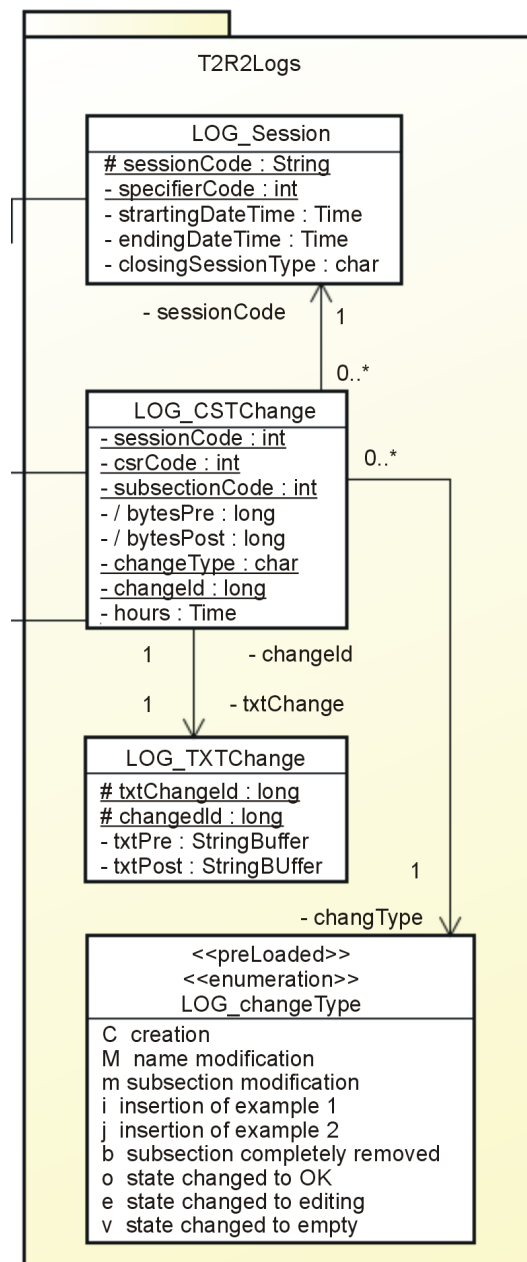 T2R2Logs
LOG_Session
# sessionCode : String
- specifierCode : int
- strartingDateTime : Time
- endingDateTime : Time
- closingSessionType : char
- sessionCode
1
0..*
LOG_CSTChange
- sessionCode : int
- csrCode : int
- subsectionCode : int
- / bytesPre : long
- / bytesPost : long
- changeType : char
- changeId : long
- hours : Time
0..*
1
- changeId
1
- txtChange
LOG_TXTChange
# txtChangeId : long
# changedId : long
- txtPre : StringBuffer
- txtPost : StringBUffer
1
- changType
<<preLoaded>>
<<enumeration>>
LOG_changeType
C creation
M name modification
m subsection modification
i insertion of example 1
j insertion of example 2
b subsection completely removed
o state changed to OK
e state changed to editing
v state changed to empty